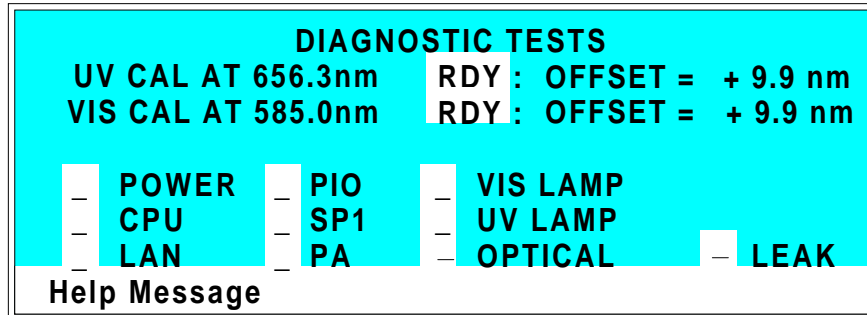 DIAGNOSTIC TESTS
UV CAL AT 656.3nm RDY : OFFSET = + 9.9 nm
VIS CAL AT 585.0nm RDY : OFFSET = + 9.9 nm
_ POWER _ PIO _ VIS LAMP
_ CPU _ SP1 _ UV LAMP
_ LAN _ PA _ OPTICAL _ LEAK
Help Message